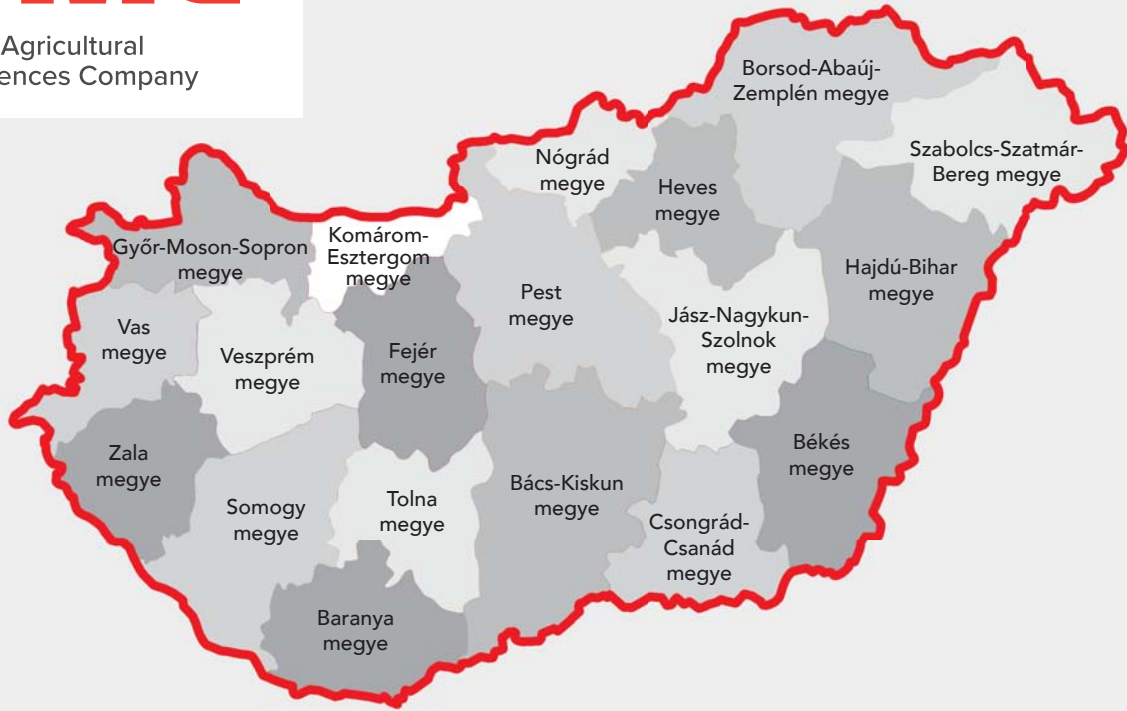 Agricultural
ences Company
Borsod-Abaúj-
Zemplén megye
Szabolcs-Szatmár-
Bereg megye
Nógrád
megye
Heves
megye
Győr-Moson-Sopron
megye
Komárom-
Esztergom
megye
Hajdú-Bihar
megye
Pest
megye
Jász-Nagykun-
Szolnok
megye
Vas
megye
Veszprém
megye
Fejér
megye
Zala
megye
Békés
megye
Somogy
megye
Tolna
megye
Bács-Kiskun
megye
Csongrád-
Csanád
megye
Baranya
megye